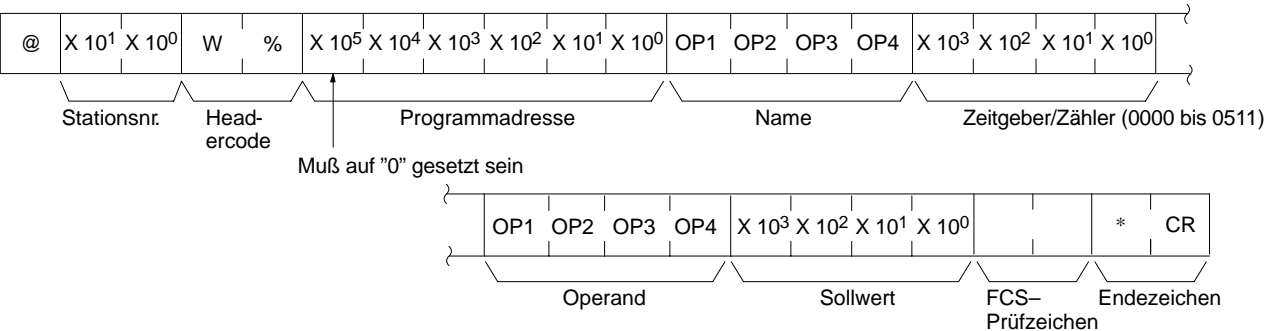 @ X 10¹ X 10⁰ W % X 10⁵ X 10⁴ X 10³ X 10² X 10¹ X 10⁰ OP1 OP2 OP3 OP4 X 10³ X 10² X 10¹ X 10⁰
Stationsnr. Head- Programmadresse Name Zeitgeber/Zähler (0000 bis 0511)
ercode
Muß auf ”0” gesetzt sein
OP1 OP2 OP3 OP4 X 10³ X 10² X 10¹ X 10⁰ * CR
Operand Sollwert FCS– Endezeichen
Prüfzeichen